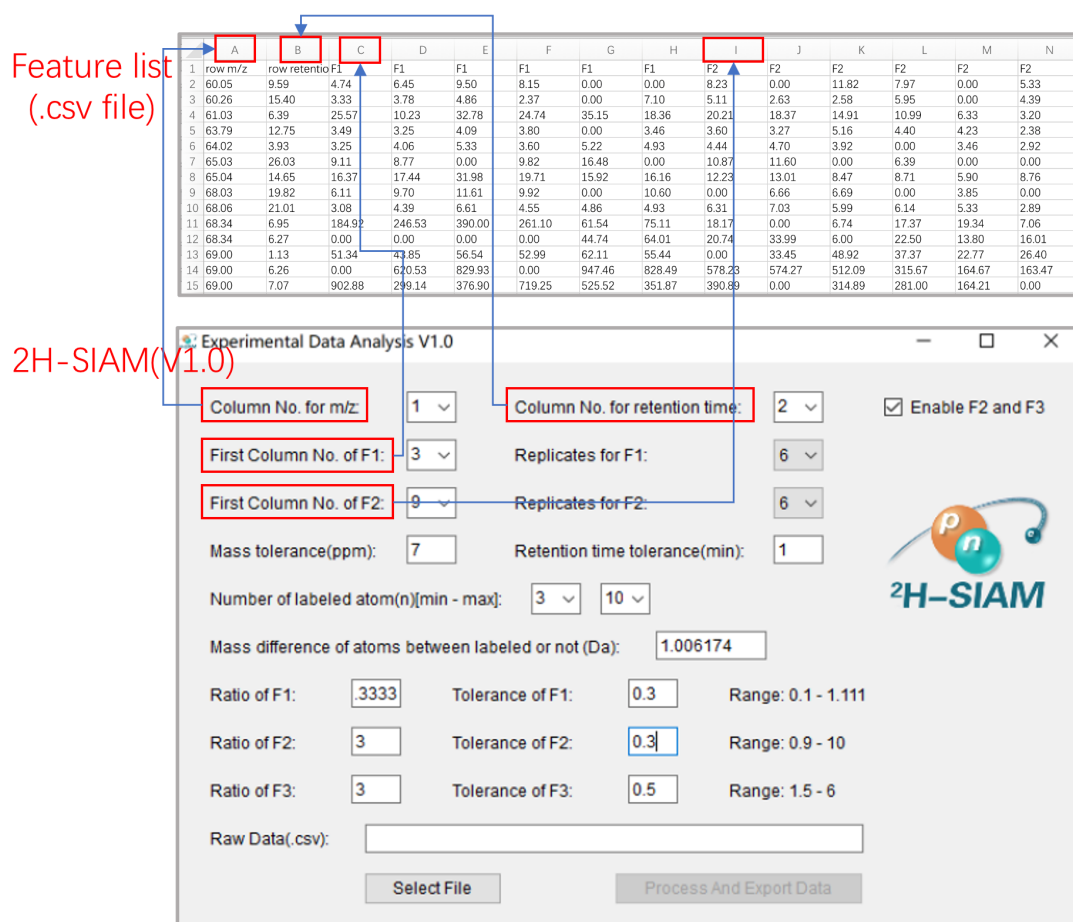 Feature list
(.csv file)
A B C D E F G H I J K L M N
1 row m/z row retentio F1 F1 F1 F1 F1 F1 F2 F2 F2 F2 F2 F2
2 60.05 9.59 4.74 6.45 9.50 8.15 0.00 0.00 8.23 0.00 11.82 7.97 0.00 5.33
3 60.26 15.40 3.33 3.78 4.86 2.37 0.00 7.10 5.11 2.63 2.58 5.95 0.00 4.39
4 61.03 6.39 25.57 10.23 32.78 24.74 35.15 18.36 20.21 18.37 14.91 10.99 6.33 3.20
5 63.79 12.75 3.49 3.25 4.09 3.80 0.00 3.46 3.60 3.27 5.16 4.40 4.23 2.38
6 64.02 3.93 3.25 4.06 5.33 3.60 5.22 4.93 4.44 4.70 3.92 0.00 3.46 2.92
7 65.03 26.03 9.11 8.77 0.00 9.82 16.48 0.00 10.87 11.60 0.00 6.39 0.00 0.00
8 65.04 14.65 16.37 17.44 31.98 19.71 15.92 16.16 12.23 13.01 8.47 8.71 5.90 8.76
9 68.03 19.82 6.11 9.70 11.61 9.92 0.00 10.60 0.00 6.66 6.69 0.00 3.85 0.00
10 68.06 21.01 3.08 4.39 6.61 4.55 4.86 4.93 6.31 7.03 5.99 6.14 5.33 2.89
11 68.34 6.95 184.92 246.53 390.00 261.10 61.54 75.11 18.17 0.00 6.74 17.37 19.34 7.06
12 68.34 6.27 0.00 0.00 0.00 0.00 44.74 64.01 20.74 33.99 6.00 22.50 13.80 16.01
13 69.00 1.13 51.34 43.85 56.54 52.99 62.11 55.44 0.00 33.45 48.92 37.37 22.77 26.40
14 69.00 6.26 0.00 620.53 829.93 0.00 947.46 828.49 578.23 574.27 512.09 315.67 164.67 163.47
15 69.00 7.07 902.88 299.14 376.90 719.25 525.52 351.87 390.89 0.00 314.89 281.00 164.21 0.00
2H-SIAM(V1.0)
Experimental Data Analysis V1.0
Column No. for m/z: 1 Column No. for retention time: 2 Enable F2 and F3
First Column No. of F1: 3 Replicates for F1: 6
First Column No. of F2: 9 Replicates for F2: 6
Mass tolerance(ppm): 7 Retention time tolerance(min): 1
p
n
²H–SIAM
Number of labeled atom(n)[min - max]: 3 10
Mass difference of atoms between labeled or not (Da): 1.006174
Ratio of F1: .3333 Tolerance of F1: 0.3 Range: 0.1 - 1.111
Ratio of F2: 3 Tolerance of F2: 0.3 Range: 0.9 - 10
Ratio of F3: 3 Tolerance of F3: 0.5 Range: 1.5 - 6
Raw Data(.csv):
Select File Process And Export Data